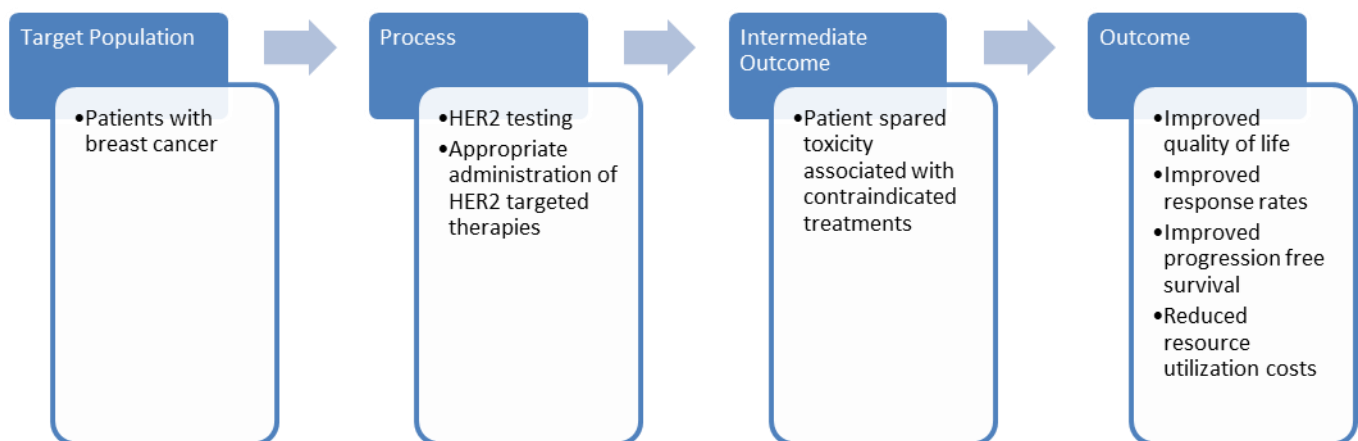 Target Population
•Patients with
breast cancer
Process
•HER2 testing
•Appropriate
administration of
HER2 targeted
therapies
Intermediate
Outcome
•Patient spared
toxicity
associated with
contraindicated
treatments
Outcome
•Improved
quality of life
•Improved
response rates
•Improved
progression free
survival
•Reduced
resource
utilization costs